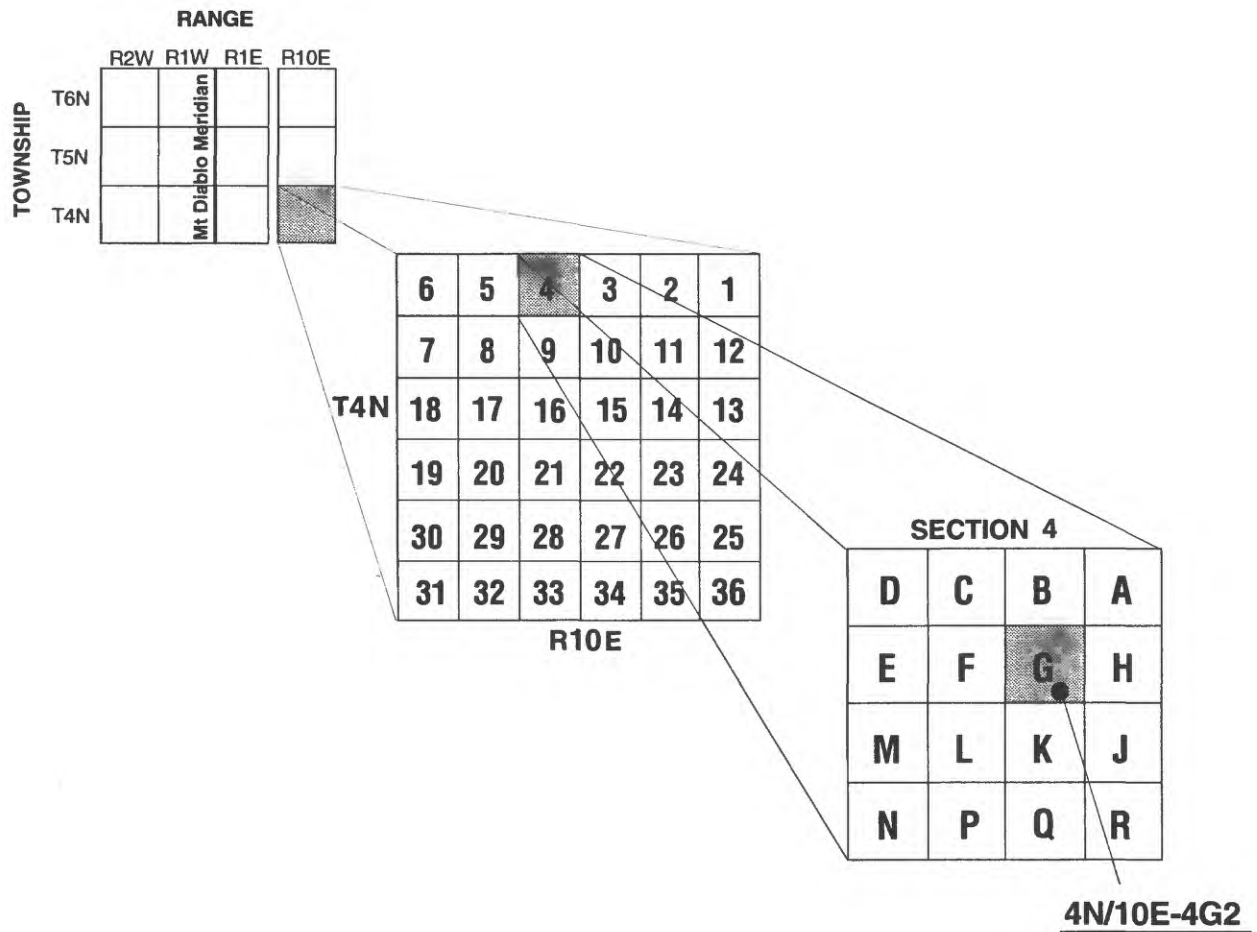 RANGE
R2W R1W R1E R10E
TOWNSHIP
T6N
T5N
T4N
Mt Diablo Meridian
6 5 4 3 2 1
7 8 9 10 11 12
T4N 18 17 16 15 14 13
19 20 21 22 23 24
30 29 28 27 26 25
31 32 33 34 35 36
R10E
SECTION 4
D C B A
E F G H
M L K J
N P Q R
4N/10E-4G2